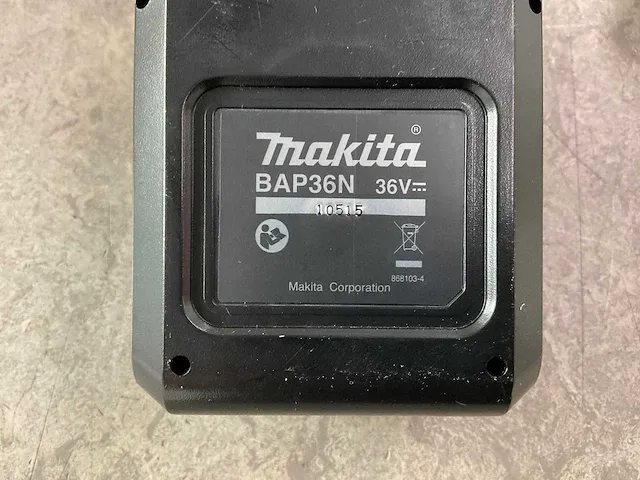 makita®
BAP36N 36V⎓
10515
868103-4
Makita Corporation